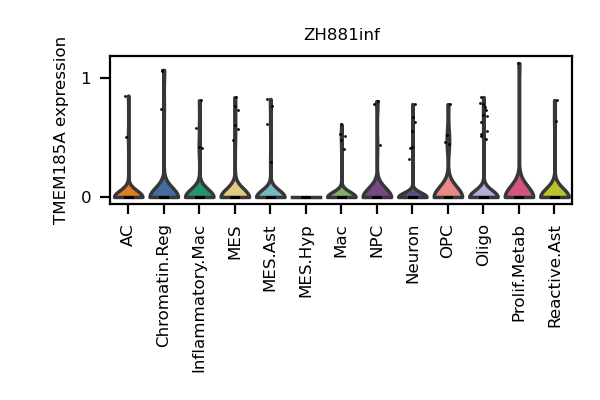 ZH881inf
TMEM185A expression
1
0
AC
Chromatin.Reg
Inflammatory.Mac
MES
MES.Ast
MES.Hyp
Mac
NPC
Neuron
OPC
Oligo
Prolif.Metab
Reactive.Ast